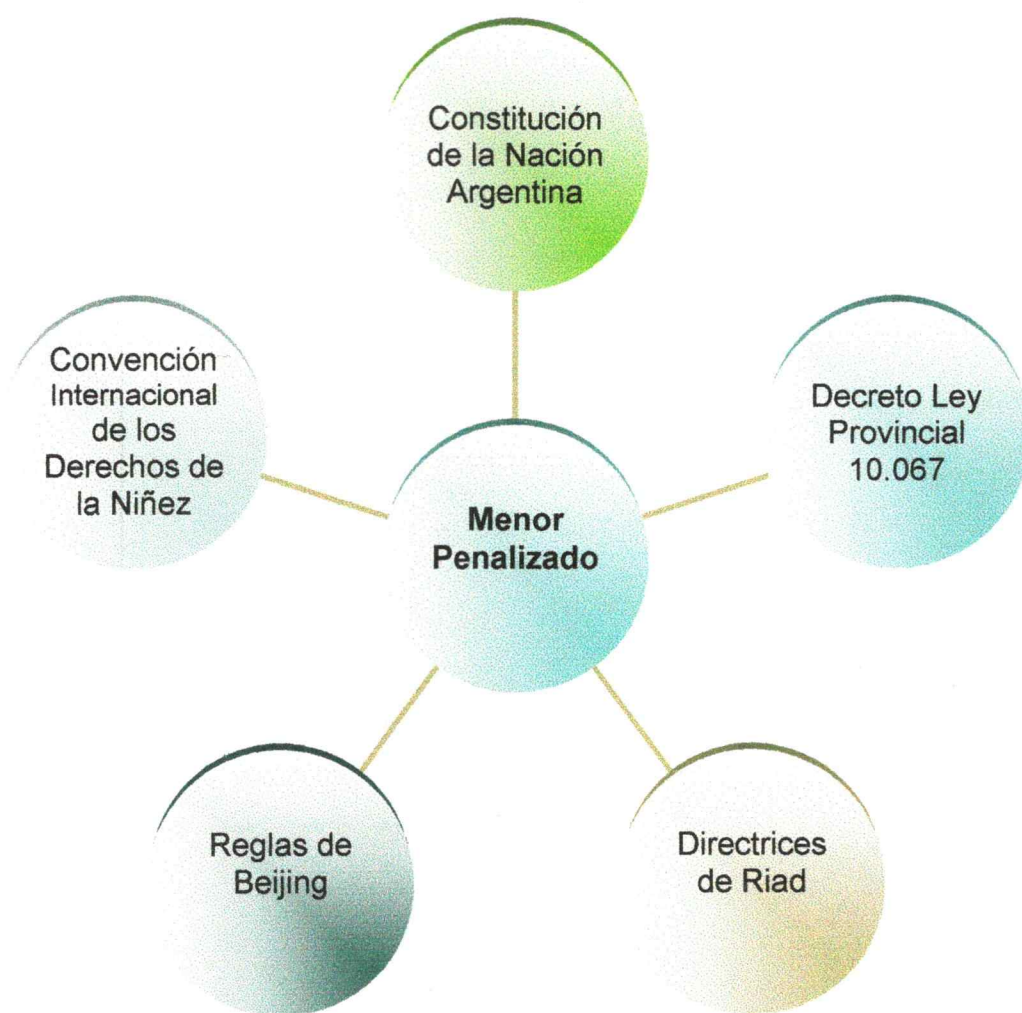 Constitución
de la Nación
Argentina
Convención
Internacional
de los
Derechos de
la Niñez
Decreto Ley
Provincial
10.067
Menor
Penalizado
Reglas de
Beijing
Directrices
de Riad